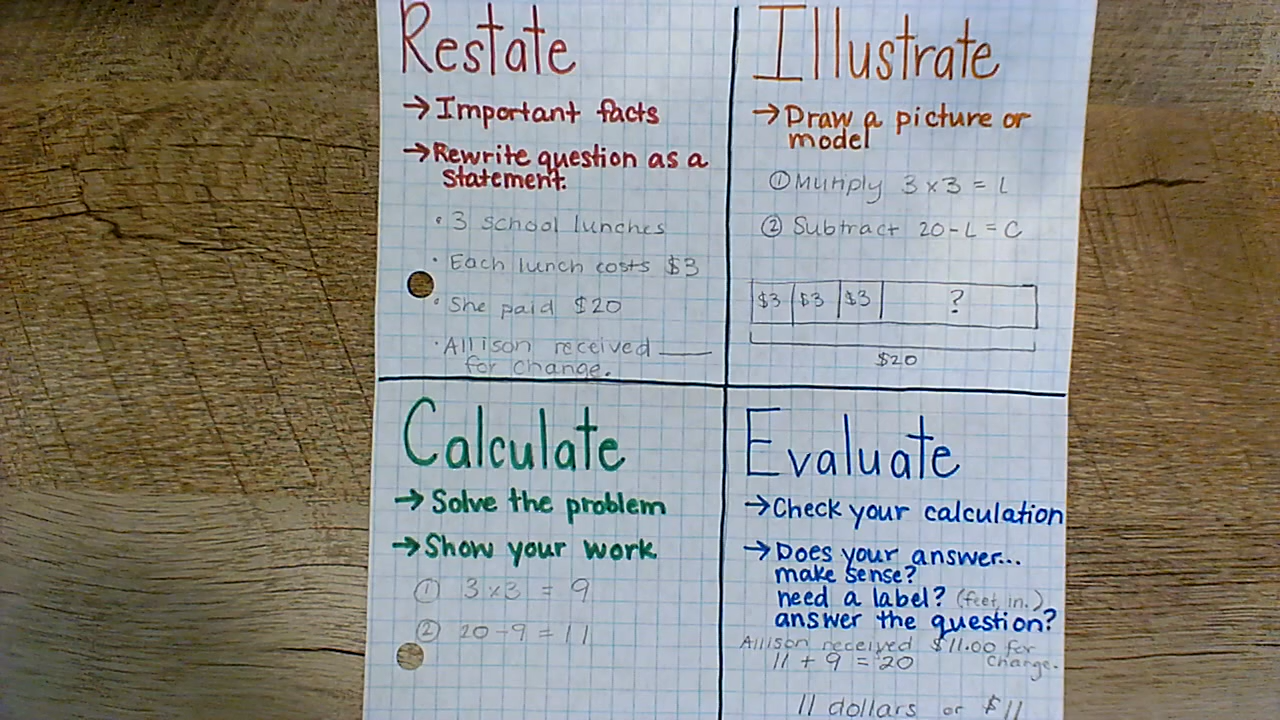 Restate
→ Important facts
→ Rewrite question as a
statement.
• 3 school lunches
• Each lunch costs $3
• She paid $20
• Allison received ____
for change.
Illustrate
→ Draw a picture or
model
① Multiply 3 x 3 = L
② Subtract 20 - L = C
$3 $3 $3 ?
$20
Calculate
→ Solve the problem
→ Show your work
① 3 x 3 = 9
② 20 - 9 = 11
Evaluate
→ Check your calculation
→ Does your answer...
make sense?
need a label? (feet, in.)
answer the question?
Allison received $11.00 for
change.
11 + 9 = 20
11 dollars or $11